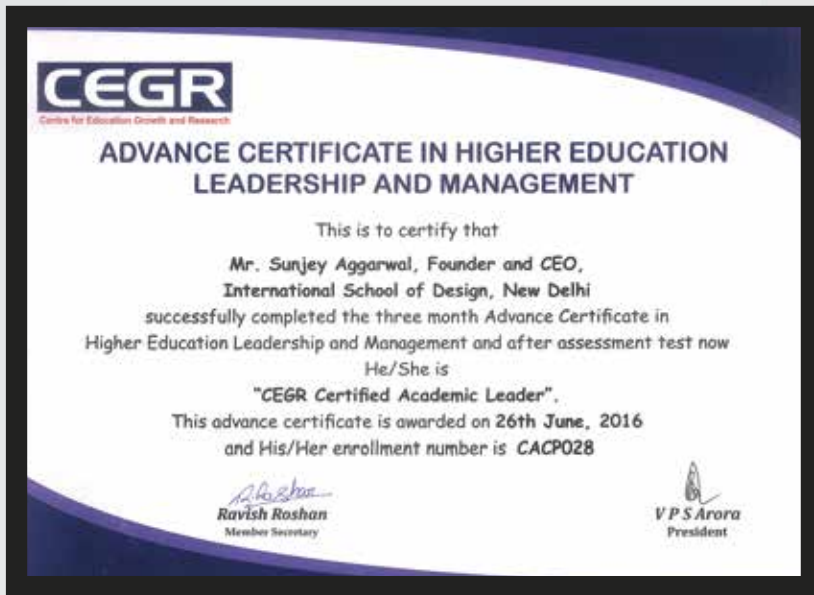 CEGR
Centre for Education Growth and Research
ADVANCE CERTIFICATE IN HIGHER EDUCATION
LEADERSHIP AND MANAGEMENT
This is to certify that
Mr. Sunjey Aggarwal, Founder and CEO,
International School of Design, New Delhi
successfully completed the three month Advance Certificate in
Higher Education Leadership and Management and after assessment test now
He/She is
"CEGR Certified Academic Leader".
This advance certificate is awarded on 26th June, 2016
and His/Her enrollment number is CACP028
Ravish Roshan
Member Secretary
V P S Arora
President